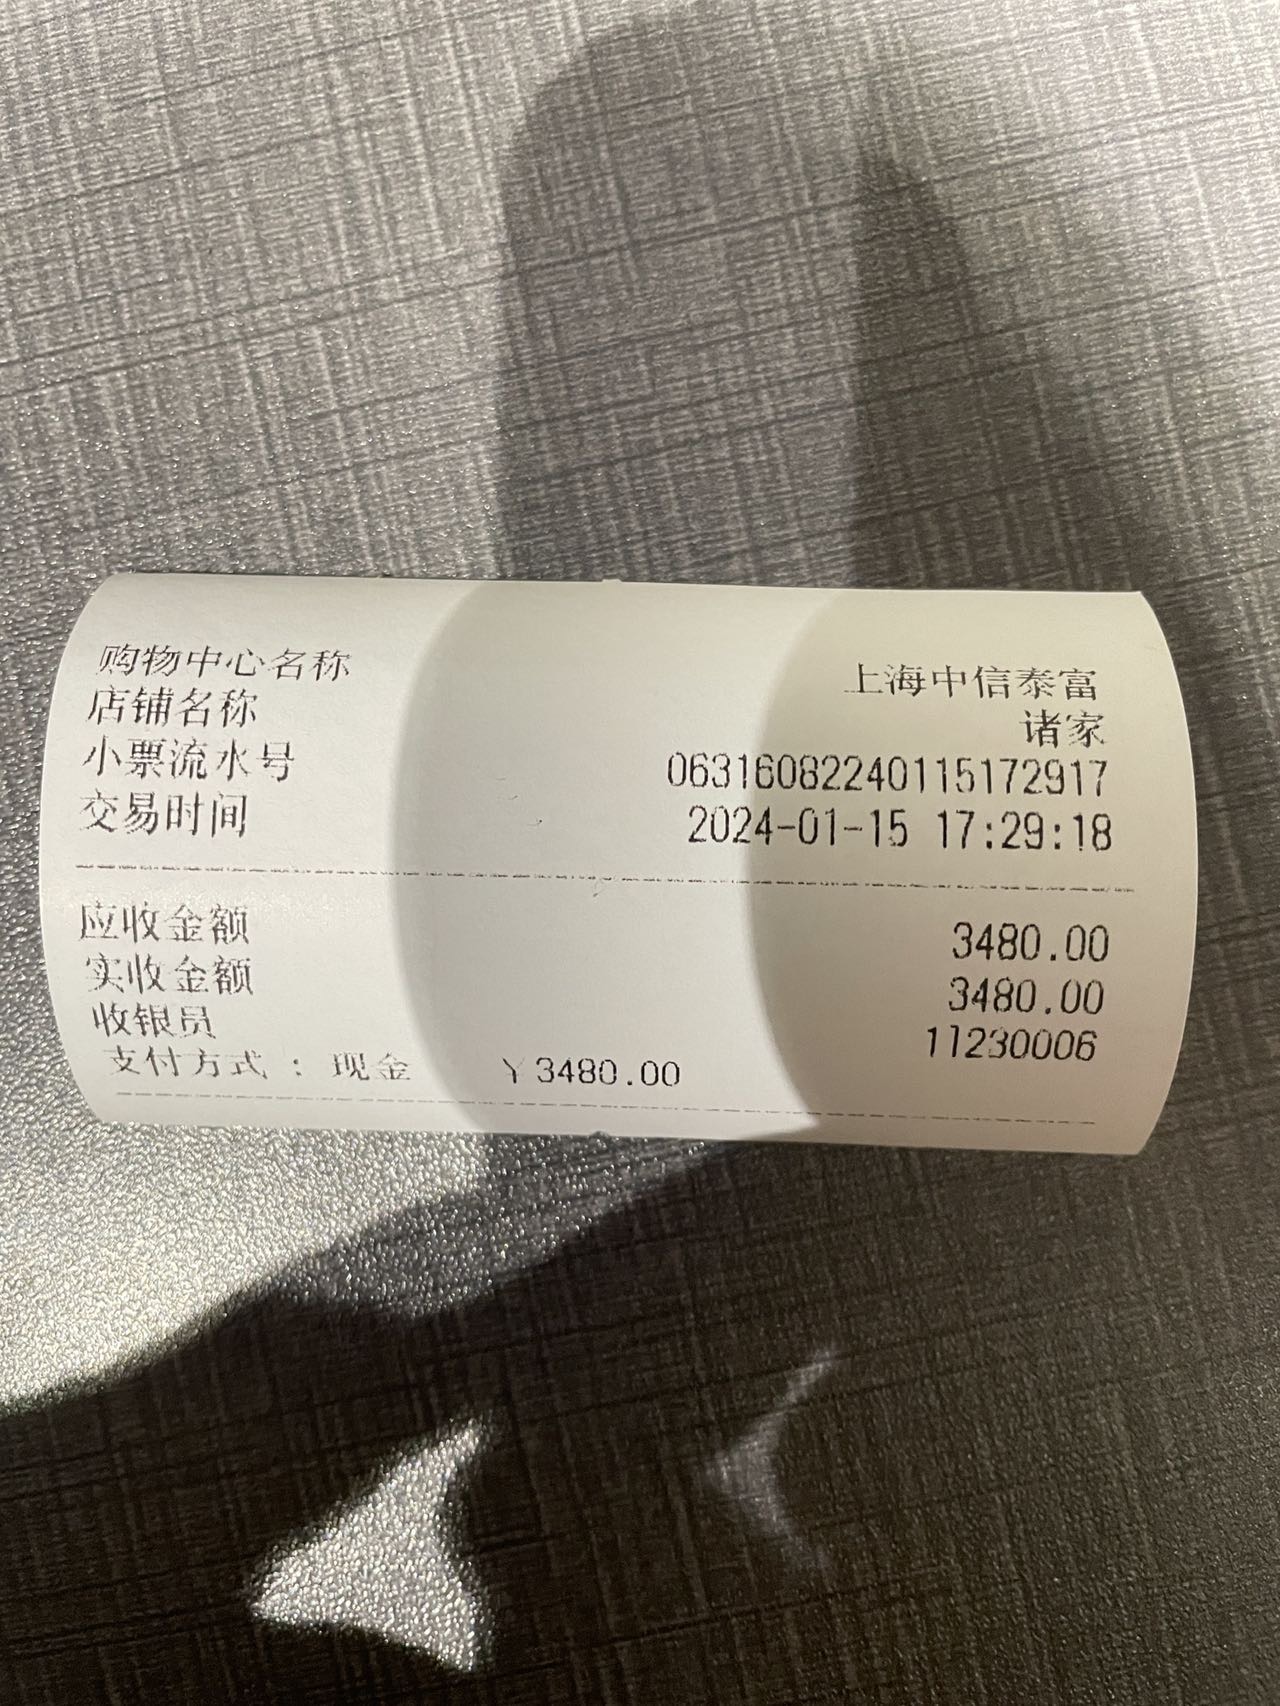 购物中心名称 上海中信泰富
店铺名称 诸家
小票流水号 06316082240115172917
交易时间 2024-01-15 17:29:18
应收金额 3480.00
实收金额 3480.00
收银员 11230006
支付方式：现金 ¥3480.00